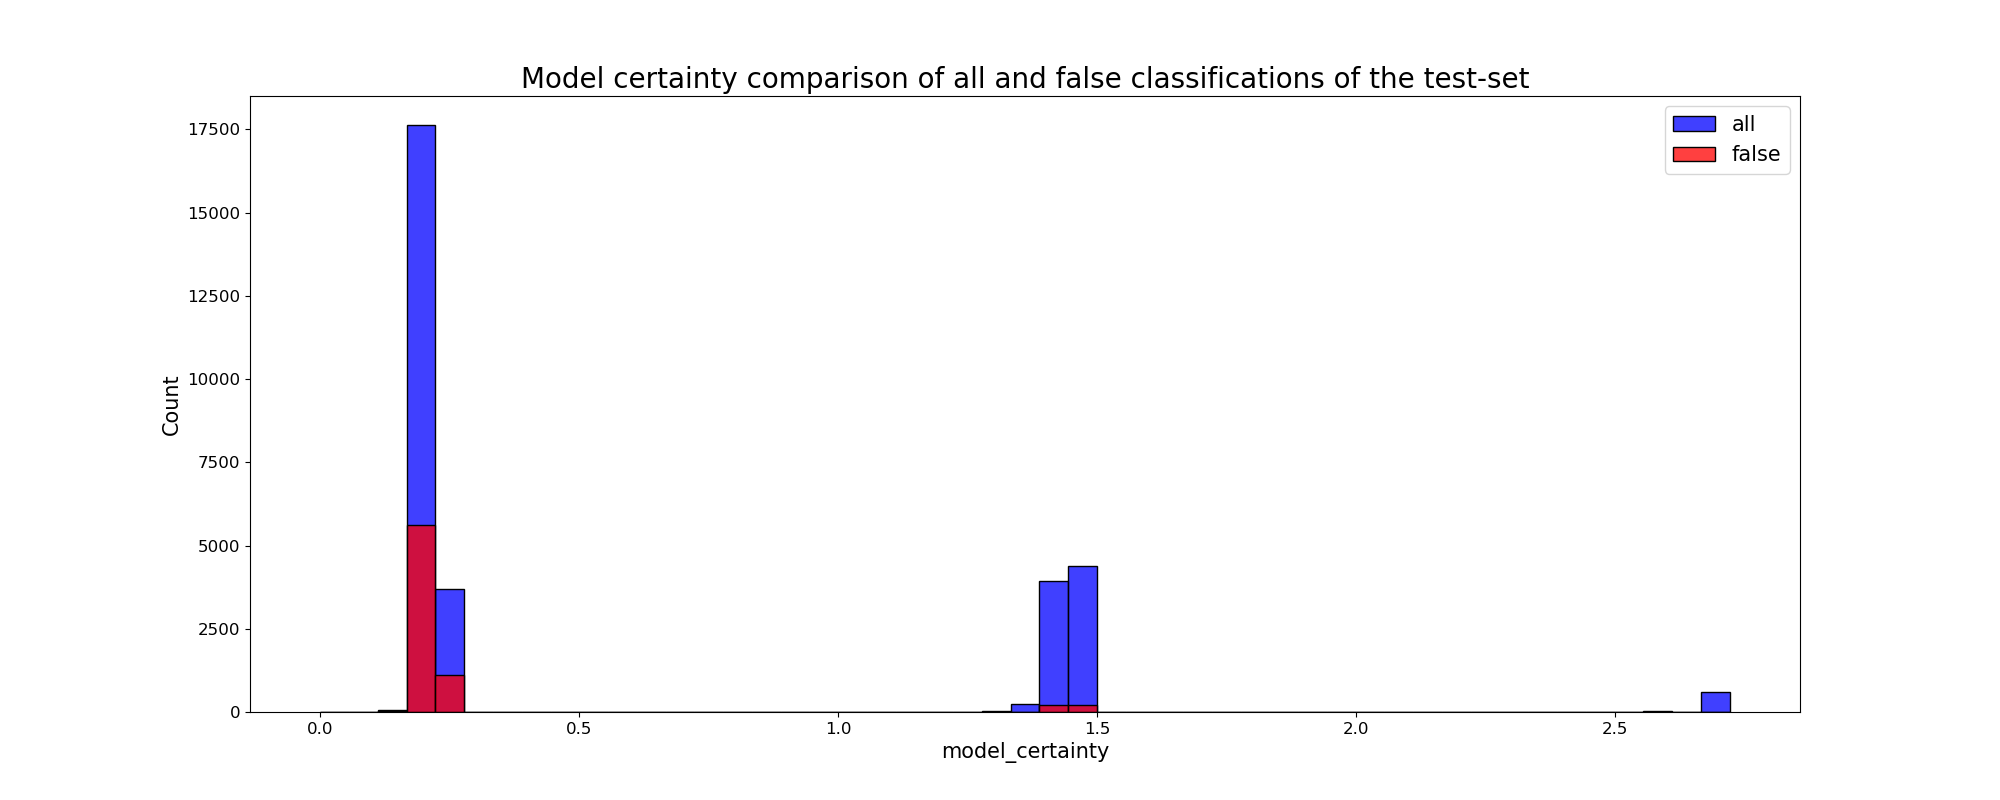 Model certainty comparison of all and false classifications of the test-set
all
false
17500
15000
12500
10000
7500
5000
2500
0
Count
0.0 0.5 1.0 1.5 2.0 2.5
model_certainty